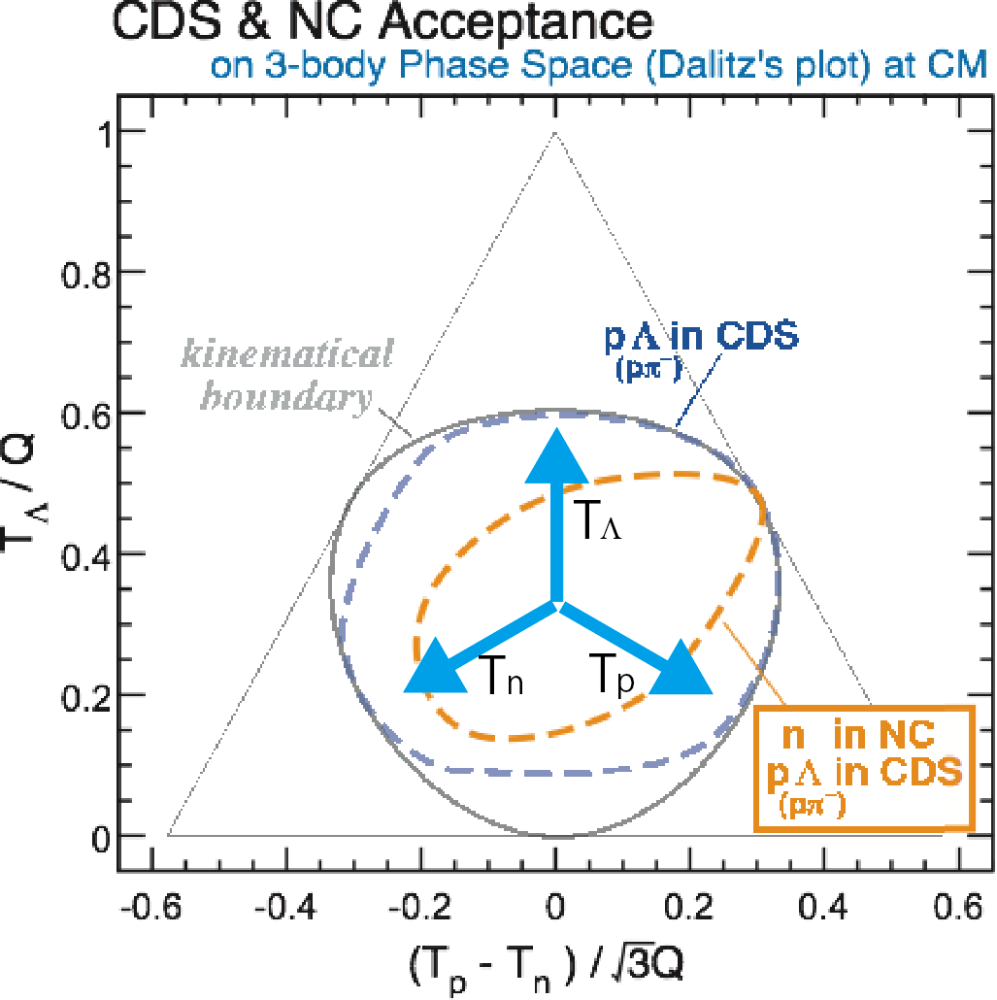 CDS & NC Acceptance
on 3-body Phase Space (Dalitz's plot) at CM
1
0.8
0.6
0.4
0.2
0
T_Λ / Q
kinematical
boundary
p Λ in CDS
(pπ⁻)
T_Λ
Tn
Tp
n in NC
p Λ in CDS
(pπ⁻)
-0.6 -0.4 -0.2 0 0.2 0.4 0.6
(T_p - T_n ) / √3Q